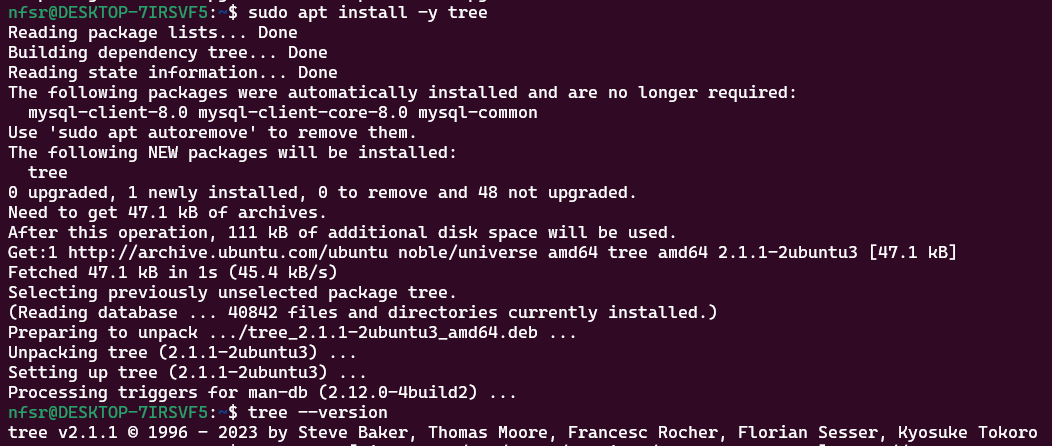 nfsr@DESKTOP-7IRSVF5:~$ sudo apt install -y tree
Reading package lists... Done
Building dependency tree... Done
Reading state information... Done
The following packages were automatically installed and are no longer required:
  mysql-client-8.0 mysql-client-core-8.0 mysql-common
Use 'sudo apt autoremove' to remove them.
The following NEW packages will be installed:
  tree
0 upgraded, 1 newly installed, 0 to remove and 48 not upgraded.
Need to get 47.1 kB of archives.
After this operation, 111 kB of additional disk space will be used.
Get:1 http://archive.ubuntu.com/ubuntu noble/universe amd64 tree amd64 2.1.1-2ubuntu3 [47.1 kB]
Fetched 47.1 kB in 1s (45.4 kB/s)
Selecting previously unselected package tree.
(Reading database ... 40842 files and directories currently installed.)
Preparing to unpack .../tree_2.1.1-2ubuntu3_amd64.deb ...
Unpacking tree (2.1.1-2ubuntu3) ...
Setting up tree (2.1.1-2ubuntu3) ...
Processing triggers for man-db (2.12.0-4build2) ...
nfsr@DESKTOP-7IRSVF5:~$ tree --version
tree v2.1.1 © 1996 - 2023 by Steve Baker, Thomas Moore, Francesc Rocher, Florian Sesser, Kyosuke Tokoro